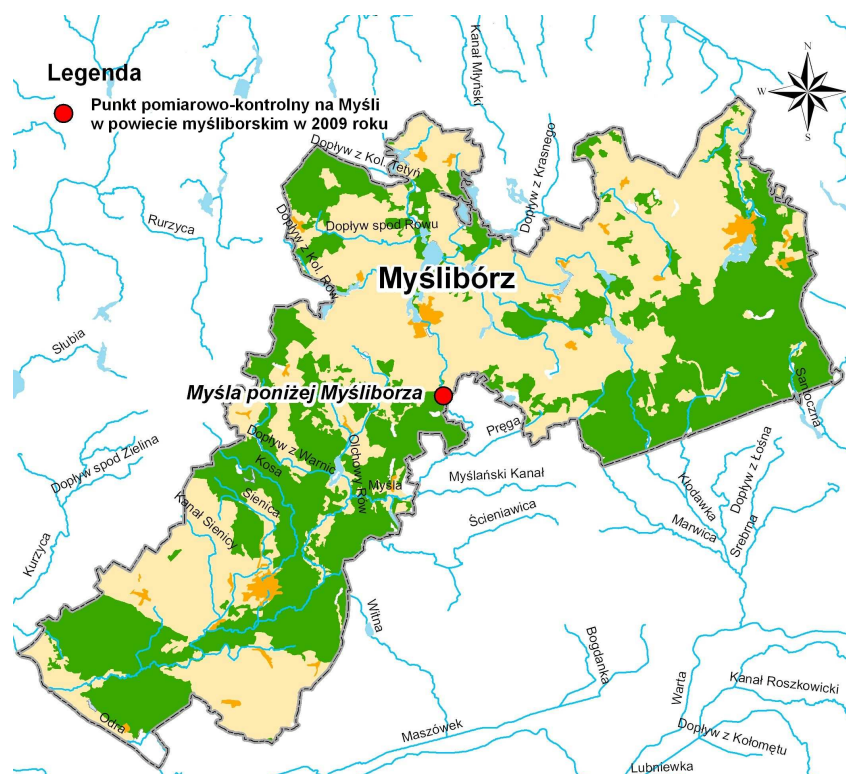 Legenda
Punkt pomiarowo-kontrolny na Myśli
w powiecie myśliborskim w 2009 roku
N
W
S
Kanał Młyński
Dopływ z Krasnego
Dopływ z Kol. Tetyń
Rurzyca
Dopływ spod Rowu
Dopływ z Kol. Rów
Myślibórz
Słubia
Myśla poniżej Myśliborza
Santoczna
Pręga
Dopływ z Warnic
Olchowy Rów
Kosa
Dopływ spod Zielina
Myśla
Myślański Kanał
Kłodawka
Dopływ z Łośna
Sienica
Kanał Sienicy
Ścieniawica
Marwica
Srebrna
Kurzyca
Witna
Bogdanka
Warta
Kanał Roszkowicki
Odra
Maszówek
Dopływ z Kołomętu
Lubniewka